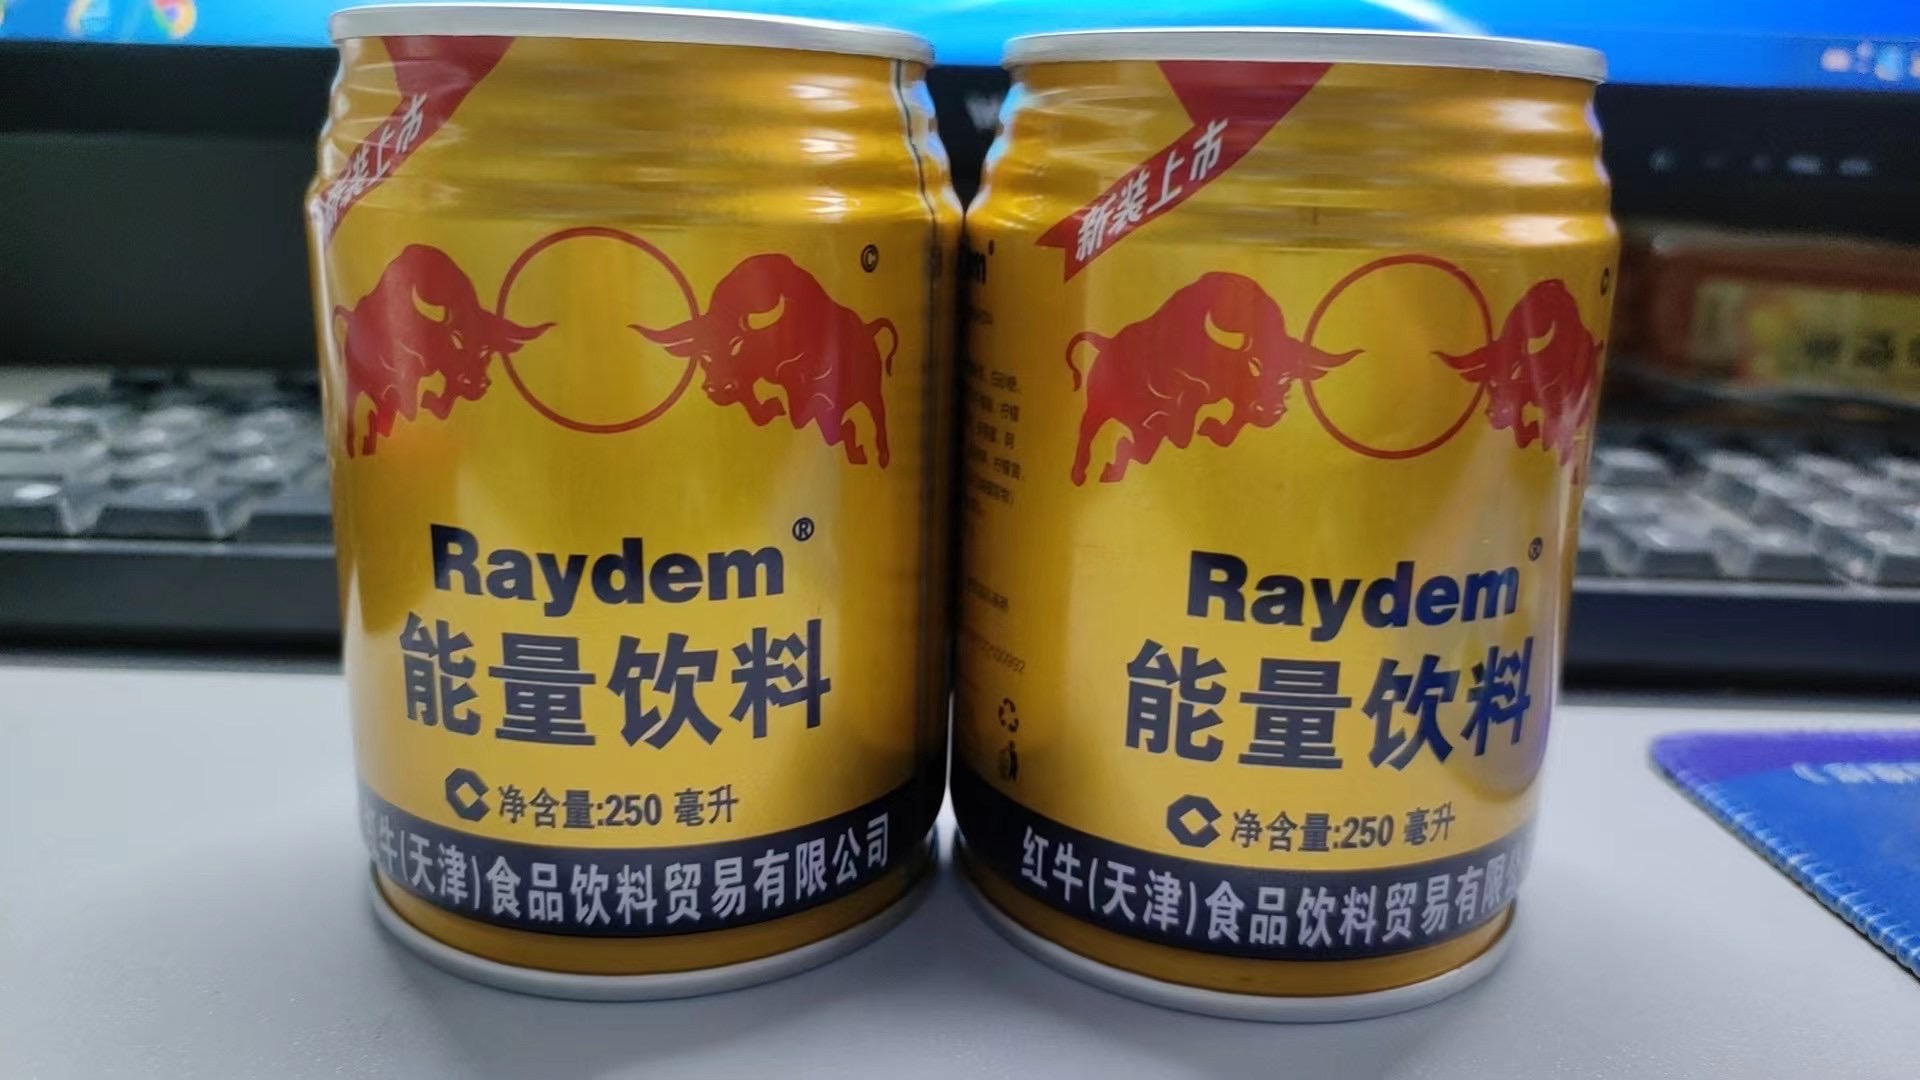 新装上市
©
Raydem®
能量饮料
净含量:250 毫升
牛(天津)食品饮料贸易有限公司
新装上市
©
Raydem®
能量饮料
净含量:250 毫升
红牛(天津)食品饮料贸易有限